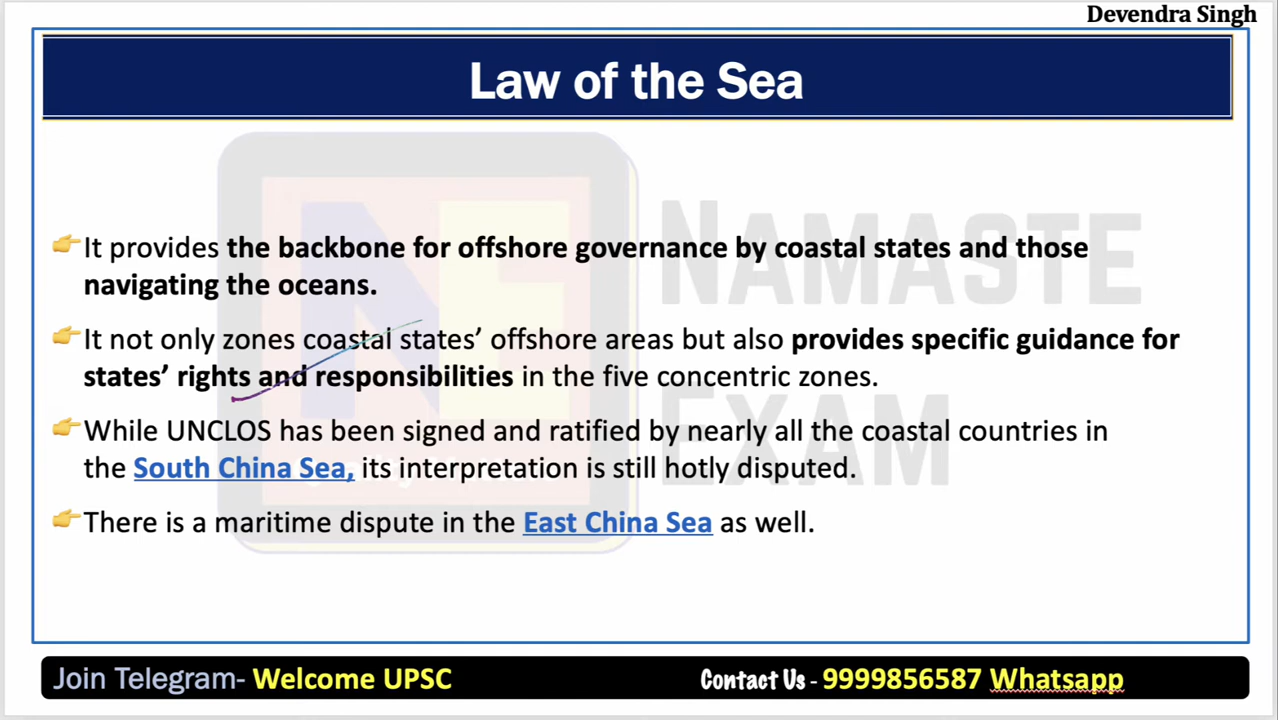 Devendra Singh
Law of the Sea
👉It provides the backbone for offshore governance by coastal states and those
navigating the oceans.
👉It not only zones coastal states’ offshore areas but also provides specific guidance for
states’ rights and responsibilities in the five concentric zones.
👉While UNCLOS has been signed and ratified by nearly all the coastal countries in
the South China Sea, its interpretation is still hotly disputed.
👉There is a maritime dispute in the East China Sea as well.
NAMASTE
EXAM
Join Telegram- Welcome UPSC
Contact Us - 9999856587 Whatsapp